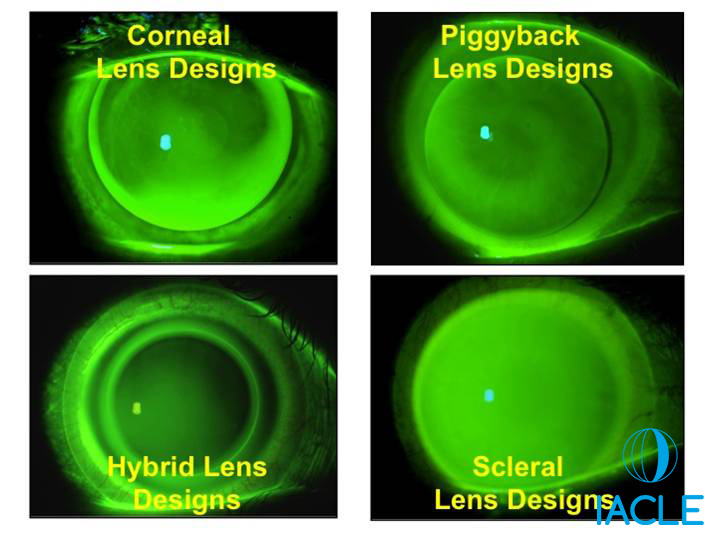 Corneal
Lens Designs
Piggyback
Lens Designs
Hybrid Lens
Designs
Scleral
Lens Designs
IACLE